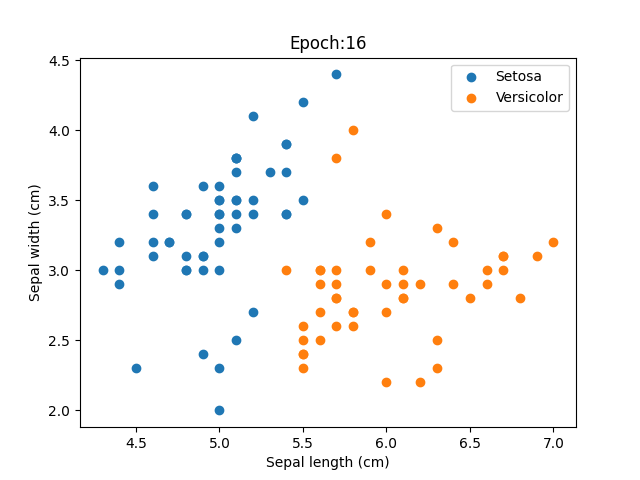 Epoch:16
Setosa
Versicolor
4.5
4.0
3.5
3.0
2.5
2.0
Sepal width (cm)
4.5 5.0 5.5 6.0 6.5 7.0
Sepal length (cm)